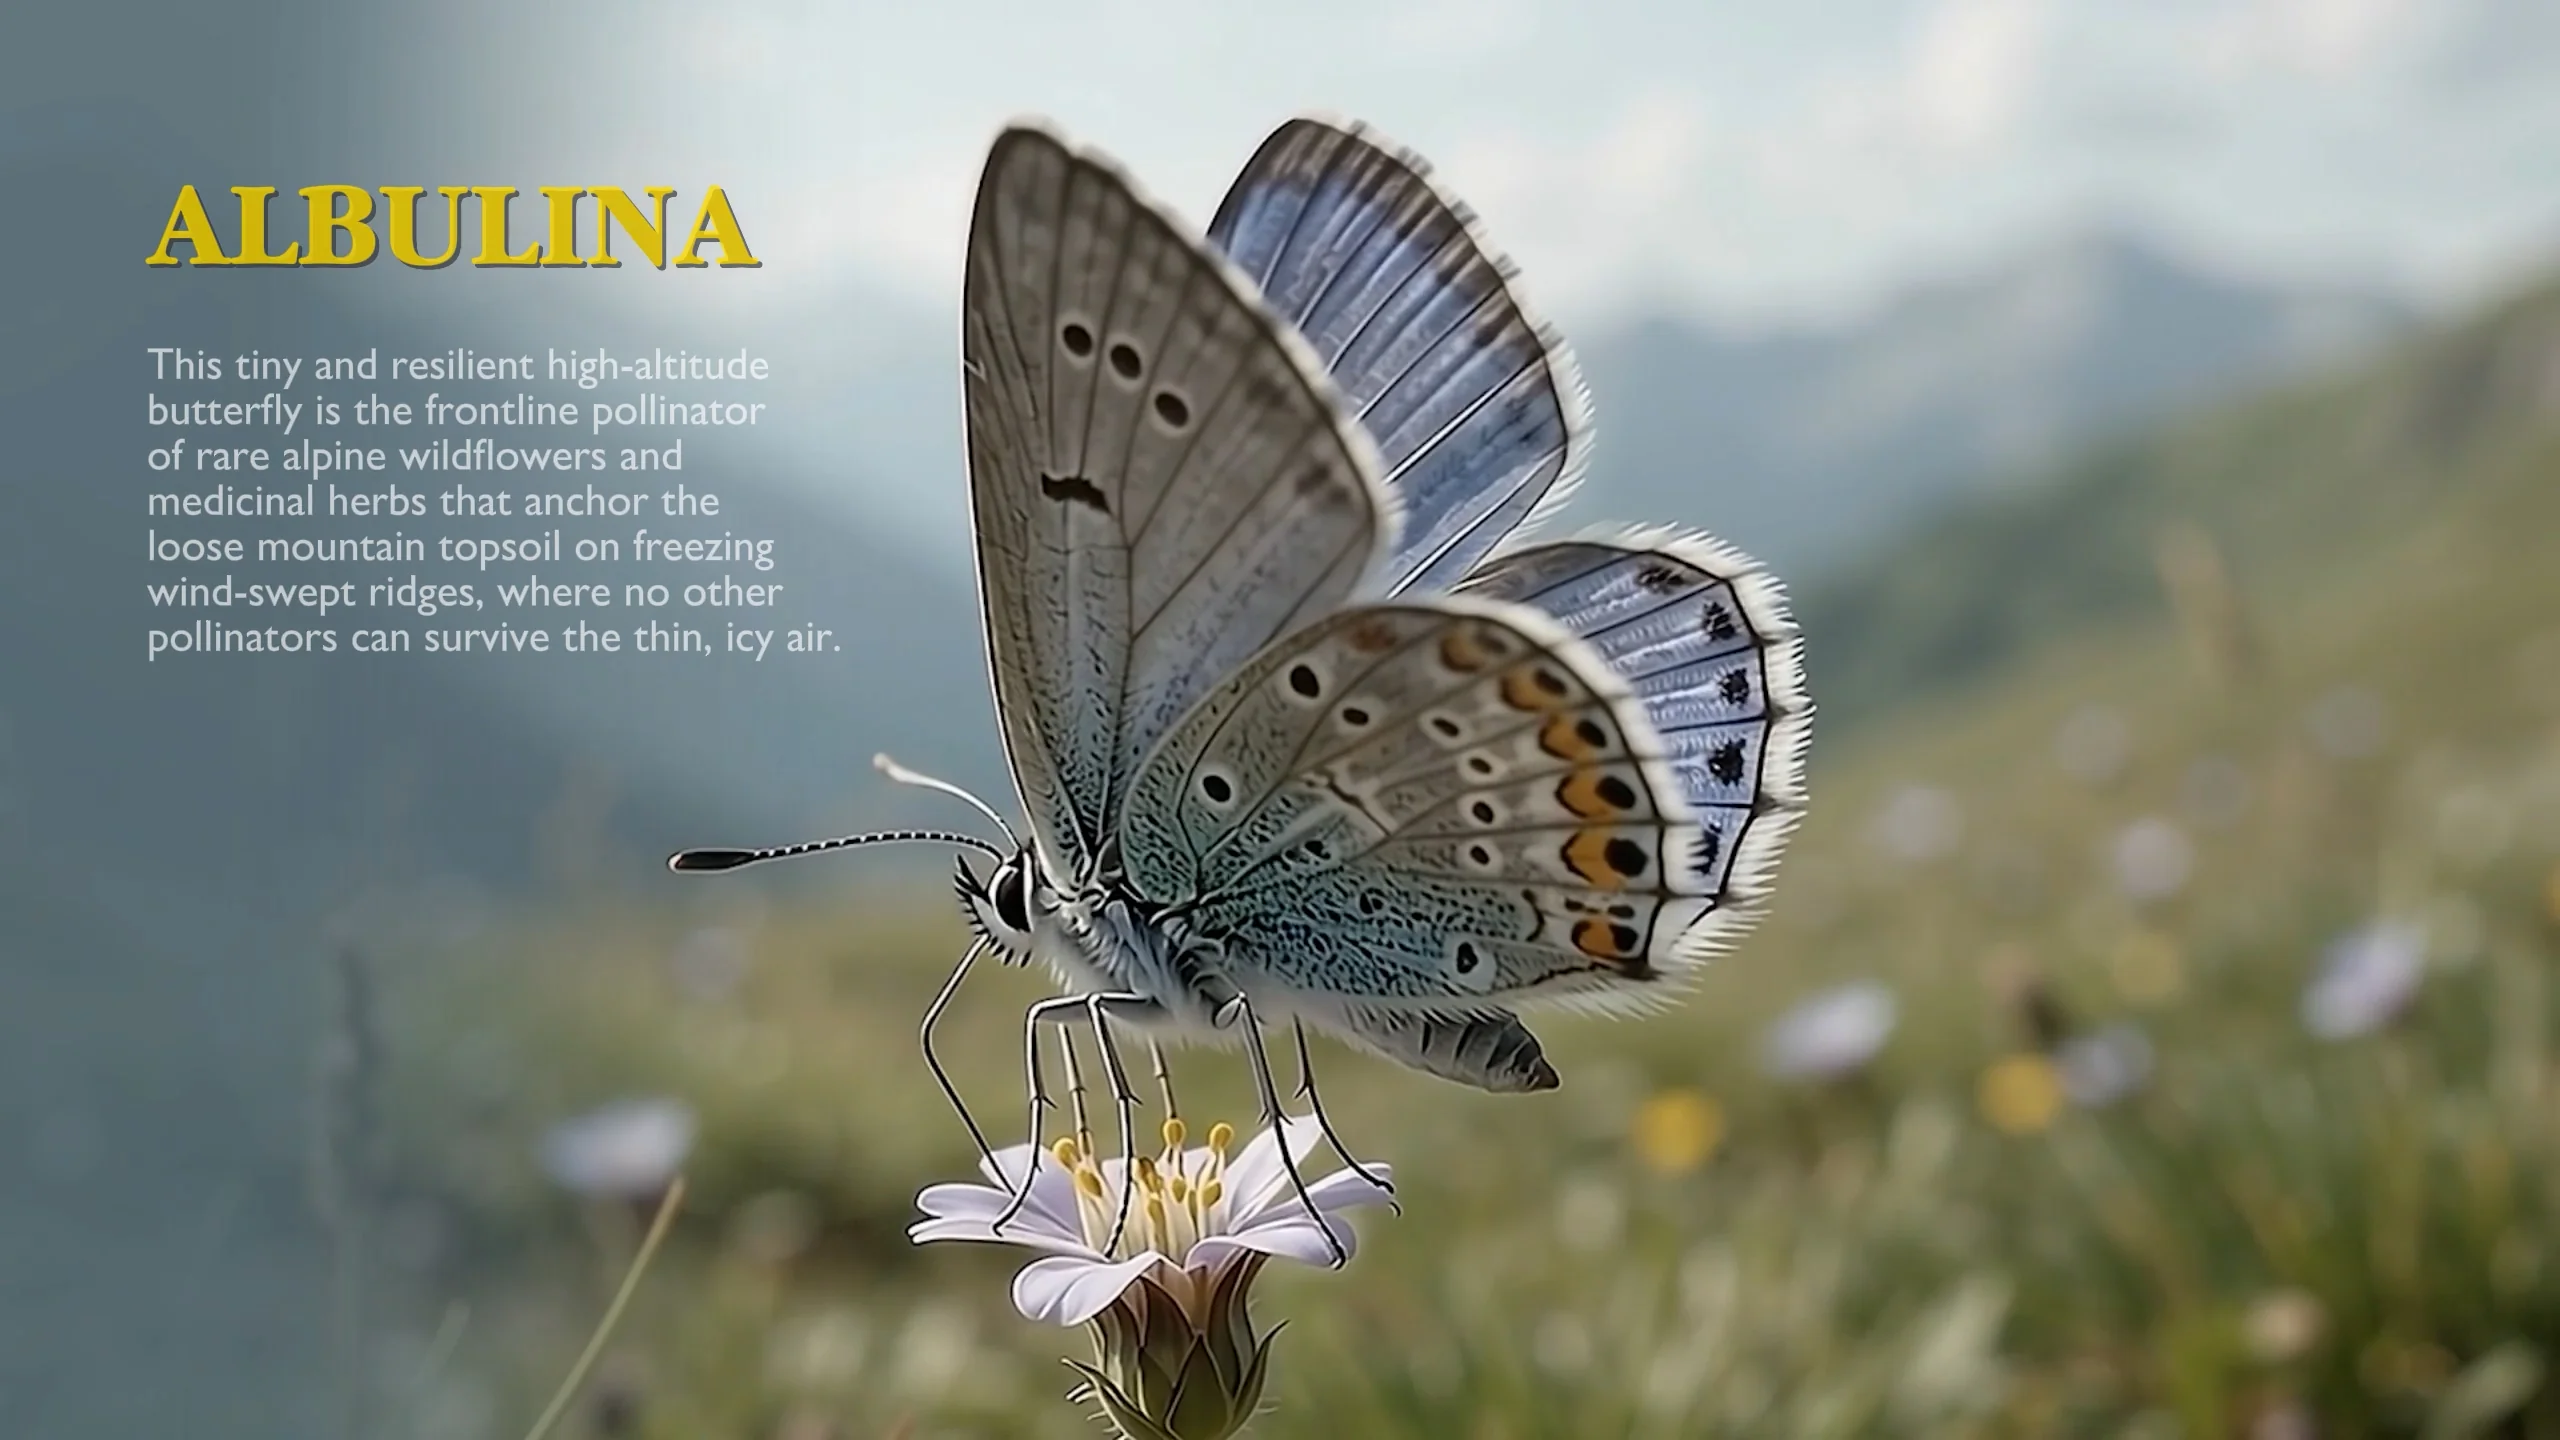 ALBULINA
This tiny and resilient high-altitude
butterfly is the frontline pollinator
of rare alpine wildflowers and
medicinal herbs that anchor the
loose mountain topsoil on freezing
wind-swept ridges, where no other
pollinators can survive the thin, icy air.